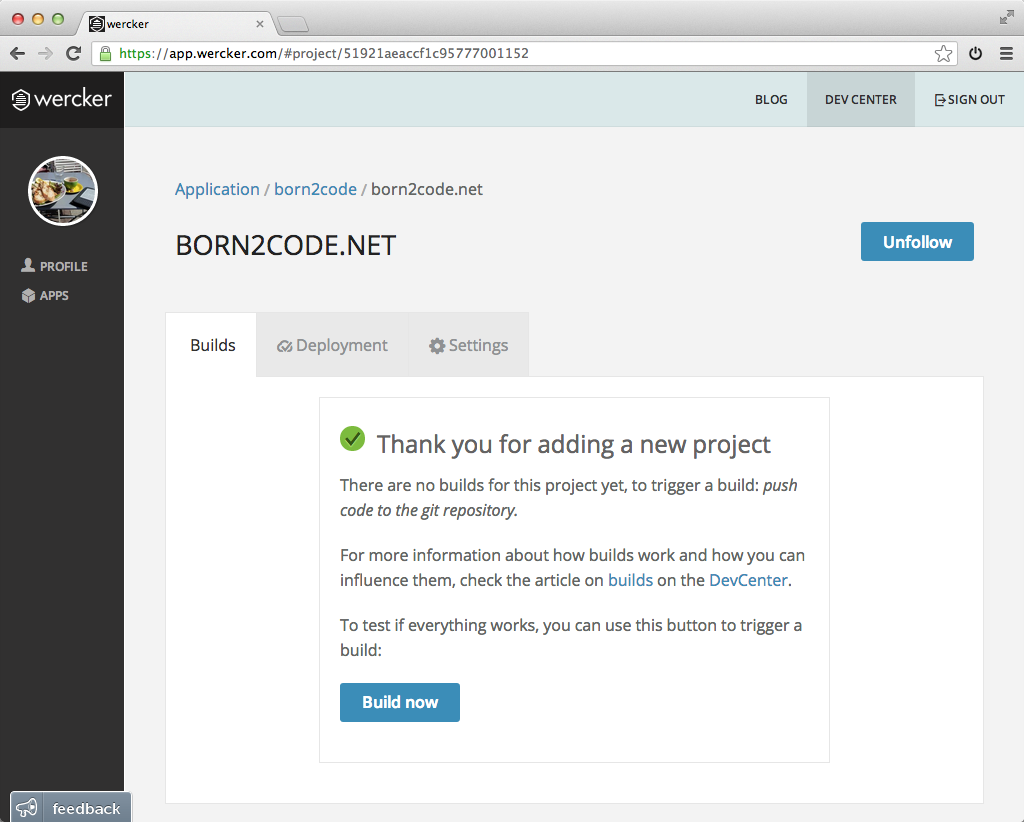 wercker
https://app.wercker.com/#project/51921aeaccf1c95777001152
wercker
BLOG
DEV CENTER
SIGN OUT
PROFILE
APPS
Application / born2code / born2code.net
BORN2CODE.NET
Unfollow
Builds
Deployment
Settings
Thank you for adding a new project
There are no builds for this project yet, to trigger a build: push
code to the git repository.
For more information about how builds work and how you can
influence them, check the article on builds on the DevCenter.
To test if everything works, you can use this button to trigger a
build:
Build now
feedback